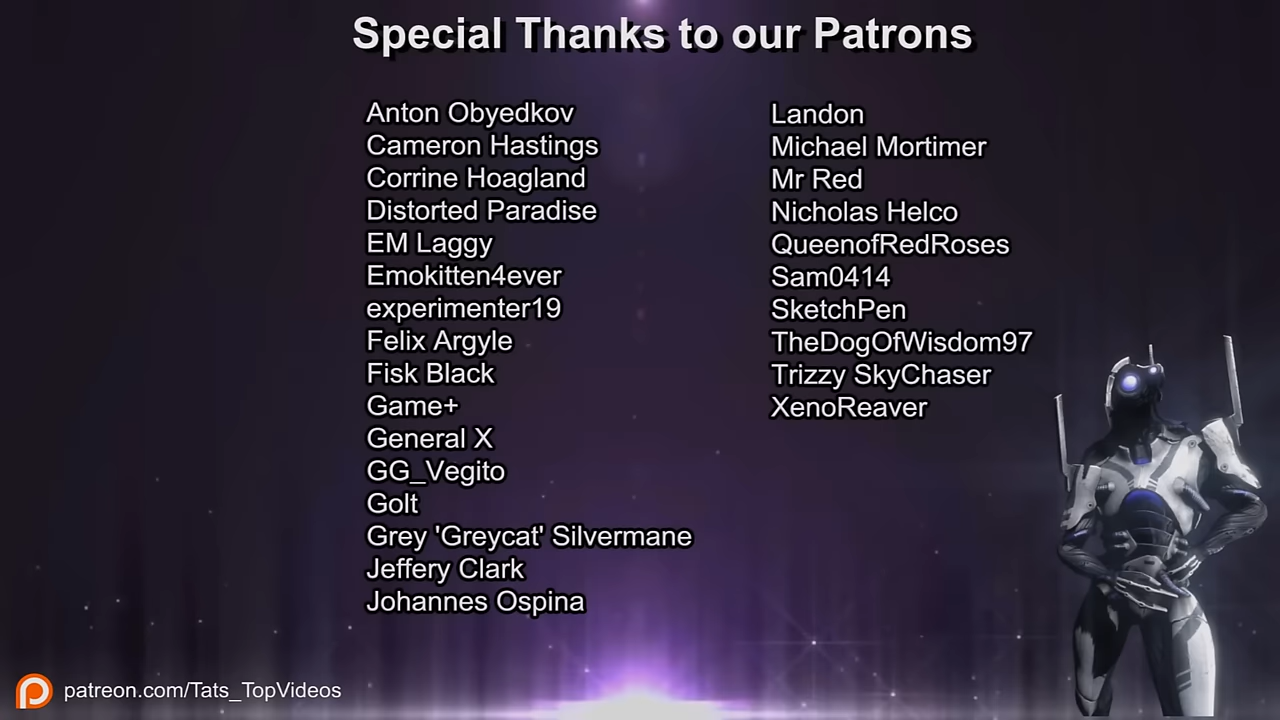 Special Thanks to our Patrons
Anton Obyedkov
Cameron Hastings
Corrine Hoagland
Distorted Paradise
EM Laggy
Emokitten4ever
experimenter19
Felix Argyle
Fisk Black
Game+
General X
GG_Vegito
Golt
Grey 'Greycat' Silvermane
Jeffery Clark
Johannes Ospina
Landon
Michael Mortimer
Mr Red
Nicholas Helco
QueenofRedRoses
Sam0414
SketchPen
TheDogOfWisdom97
Trizzy SkyChaser
XenoReaver
patreon.com/Tats_TopVideos